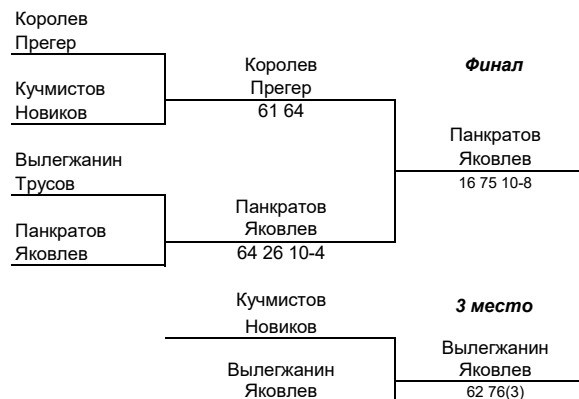 Королев
Прегер
Кучмистов
Новиков
Вылегжанин
Трусов
Панкратов
Яковлев
Королев
Прегер
61 64
Панкратов
Яковлев
64 26 10-4
Финал
Панкратов
Яковлев
16 75 10-8
Кучмистов
Новиков
Вылегжанин
Яковлев
3 место
Вылегжанин
Яковлев
62 76(3)